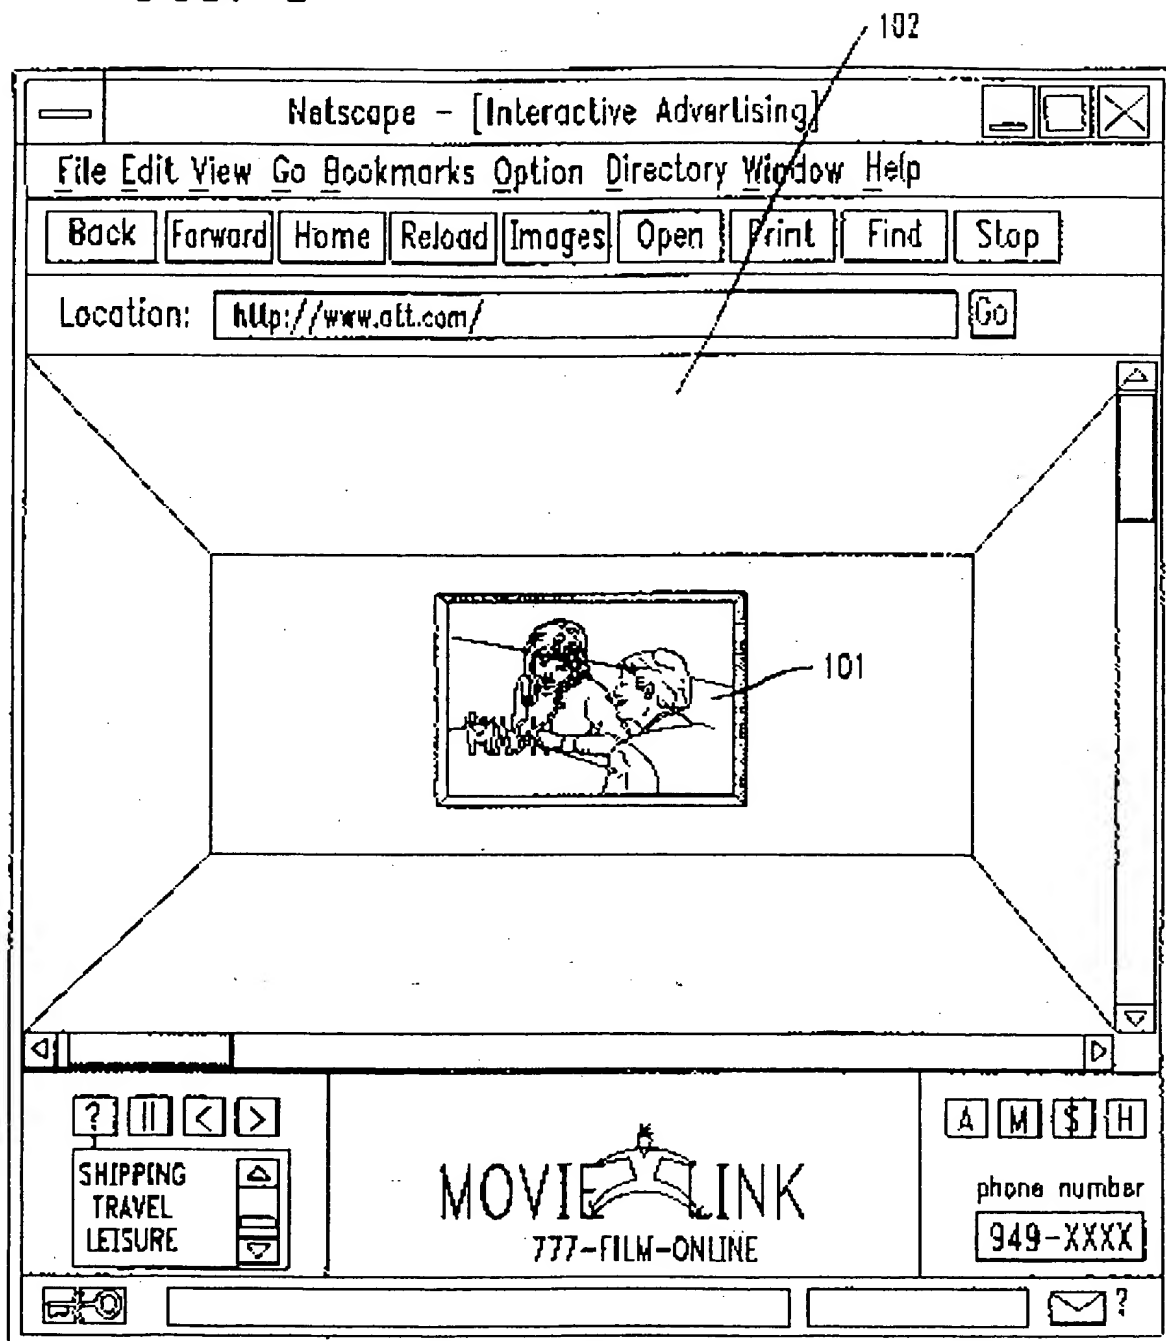 102
Netscape - [Interactive Advertising]
File Edit View Go Bookmarks Option Directory Window Help
Back Forward Home Reload Images Open Print Find Stop
Location: http://www.att.com/ Go
101
? || < >
A M $ H
SHIPPING
TRAVEL
LEISURE
MOVIE LINK
777-FILM-ONLINE
phone number
949-XXXX
?